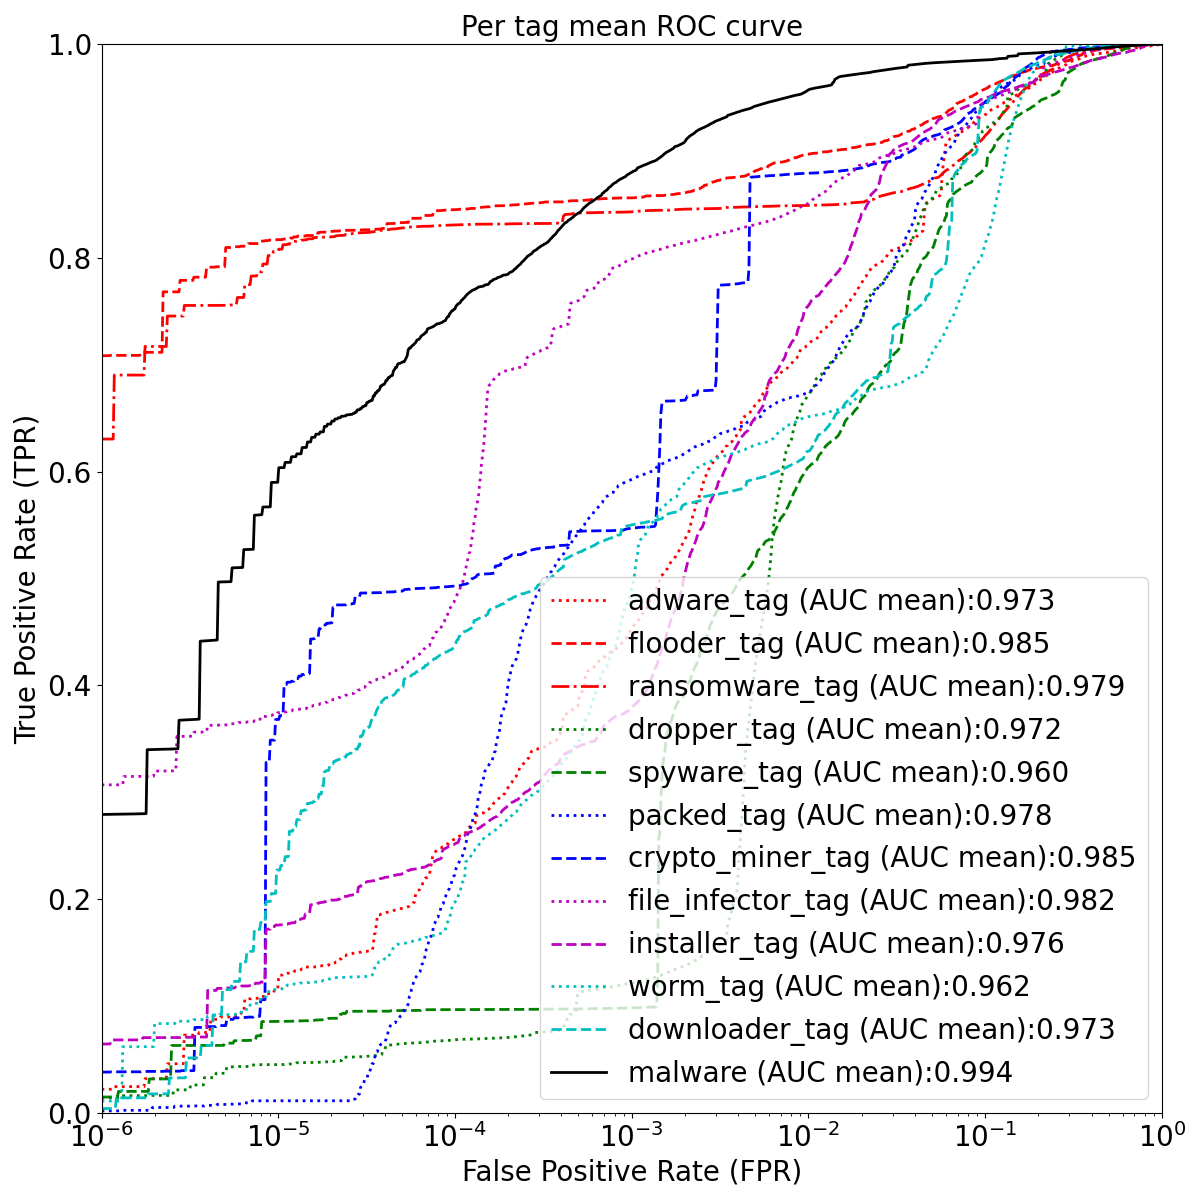 Per tag mean ROC curve
True Positive Rate (TPR)
1.0
0.8
0.6
0.4
0.2
0.0
adware_tag (AUC mean):0.973
flooder_tag (AUC mean):0.985
ransomware_tag (AUC mean):0.979
dropper_tag (AUC mean):0.972
spyware_tag (AUC mean):0.960
packed_tag (AUC mean):0.978
crypto_miner_tag (AUC mean):0.985
file_infector_tag (AUC mean):0.982
installer_tag (AUC mean):0.976
worm_tag (AUC mean):0.962
downloader_tag (AUC mean):0.973
malware (AUC mean):0.994
10⁻⁶ 10⁻⁵ 10⁻⁴ 10⁻³ 10⁻² 10⁻¹ 10⁰
False Positive Rate (FPR)